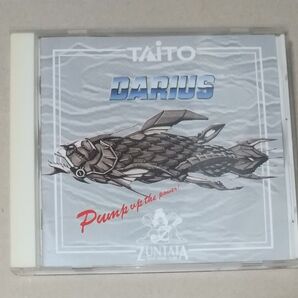 TAITO
DARIUS
Pump up the power!
ZUNTATA